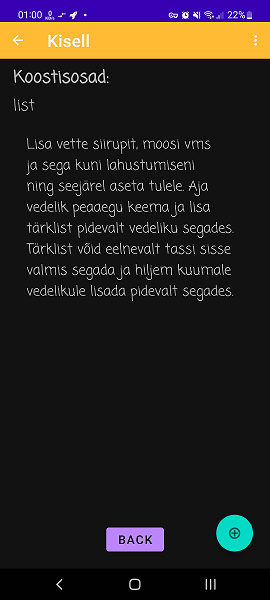 01:00
22%
Kisell
Koostisosad:
list
Lisa vette siirupit, moosi vms
ja sega kuni lahustumiseni
ning seejärel aseta tulele. Aja
vedelik peaaegu keema ja lisa
tärklist pidevalt vedeliku segades.
Tärklist võid eelnevalt tassi sisse
valmis segada ja hiljem kuumale
vedelikule lisada pidevalt segades.
BACK